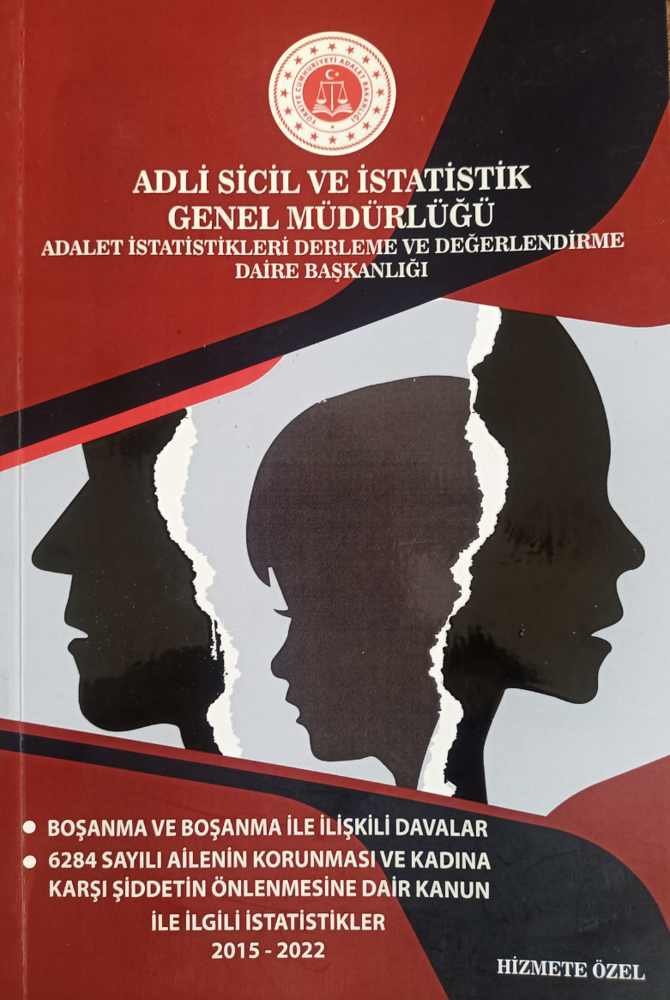 TÜRKİYE CUMHURİYETİ ADALET BAKANLIĞI
ADLİ SİCİL VE İSTATİSTİK
GENEL MÜDÜRLÜĞÜ
ADALET İSTATİSTİKLERİ DERLEME VE DEĞERLENDİRME
DAİRE BAŞKANLIĞI
• BOŞANMA VE BOŞANMA İLE İLİŞKİLİ DAVALAR
• 6284 SAYILI AİLENİN KORUNMASI VE KADINA
KARŞI ŞİDDETİN ÖNLENMESİNE DAİR KANUN
İLE İLGİLİ İSTATİSTİKLER
2015 - 2022
HİZMETE ÖZEL